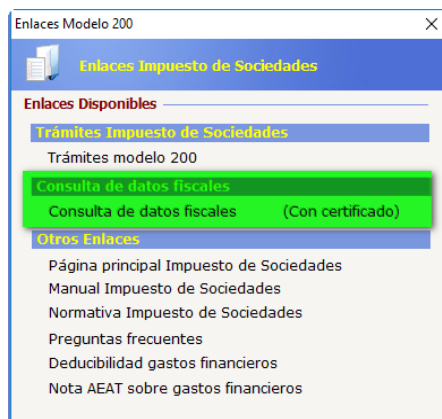 Enlaces Modelo 200
Enlaces Impuesto de Sociedades
Enlaces Disponibles
Trámites Impuesto de Sociedades
Trámites modelo 200
Consulta de datos fiscales
Consulta de datos fiscales (Con certificado)
Otros Enlaces
Página principal Impuesto de Sociedades
Manual Impuesto de Sociedades
Normativa Impuesto de Sociedades
Preguntas frecuentes
Deducibilidad gastos financieros
Nota AEAT sobre gastos financieros